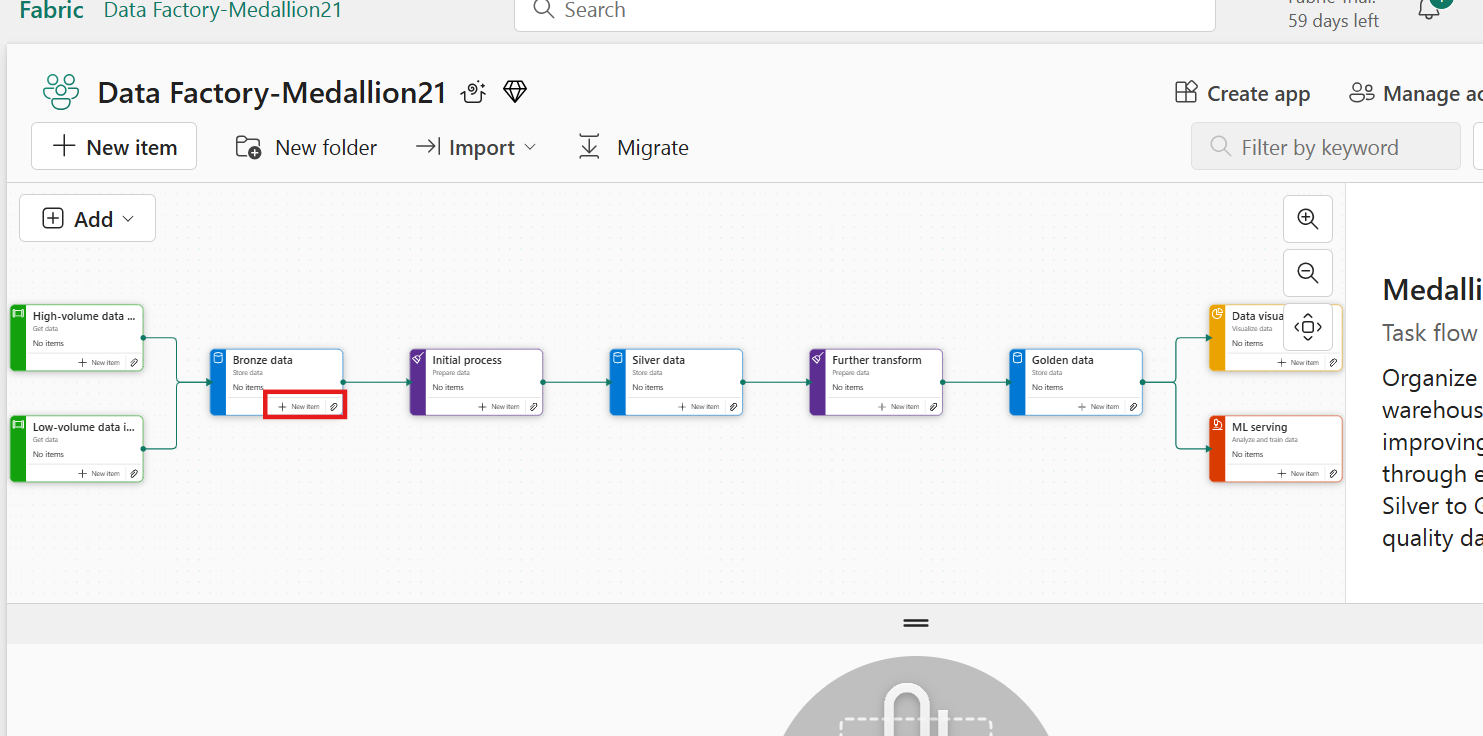 Fabric Data Factory-Medallion21
Search
59 days left
Data Factory-Medallion21
Create app
Manage ac
New item
New folder
Import
Migrate
Filter by keyword
Add
High-volume data ...
Get data
No items
New item
Low-volume data i...
Get data
No items
New item
Bronze data
Store data
No items
New item
Initial process
Prepare data
No items
New item
Silver data
Store data
No items
New item
Further transform
Prepare data
No items
New item
Golden data
Store data
No items
New item
Data visua
Visualize data
No items
New item
ML serving
Analyze and train data
No items
New item
Medalli
Task flow
Organize
warehous
improving
through e
Silver to
quality da